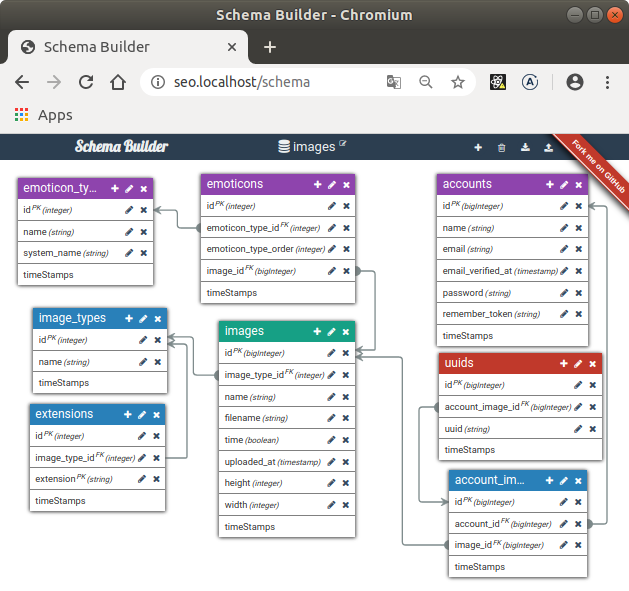 Schema Builder - Chromium
Schema Builder
seo.localhost/schema
Apps
Schema Builder
images
Fork me on GitHub
emoticon_ty...
id PK (integer)
name (string)
system_name (string)
timeStamps
emoticons
id PK (integer)
emoticon_type_id FK (integer)
emoticon_type_order (integer)
image_id FK (bigInteger)
timeStamps
accounts
id PK (bigInteger)
name (string)
email (string)
email_verified_at (timestamp)
password (string)
remember_token (string)
timeStamps
image_types
id PK (integer)
name (string)
timeStamps
images
id PK (bigInteger)
image_type_id FK (integer)
name (string)
filename (string)
time (boolean)
uploaded_at (timestamp)
height (integer)
width (integer)
timeStamps
uuids
id PK (bigInteger)
account_image_id FK (bigInteger)
uuid (string)
timeStamps
extensions
id PK (integer)
image_type_id FK (integer)
extension PK (string)
timeStamps
account_im...
id PK (bigInteger)
account_id FK (bigInteger)
image_id FK (bigInteger)
timeStamps